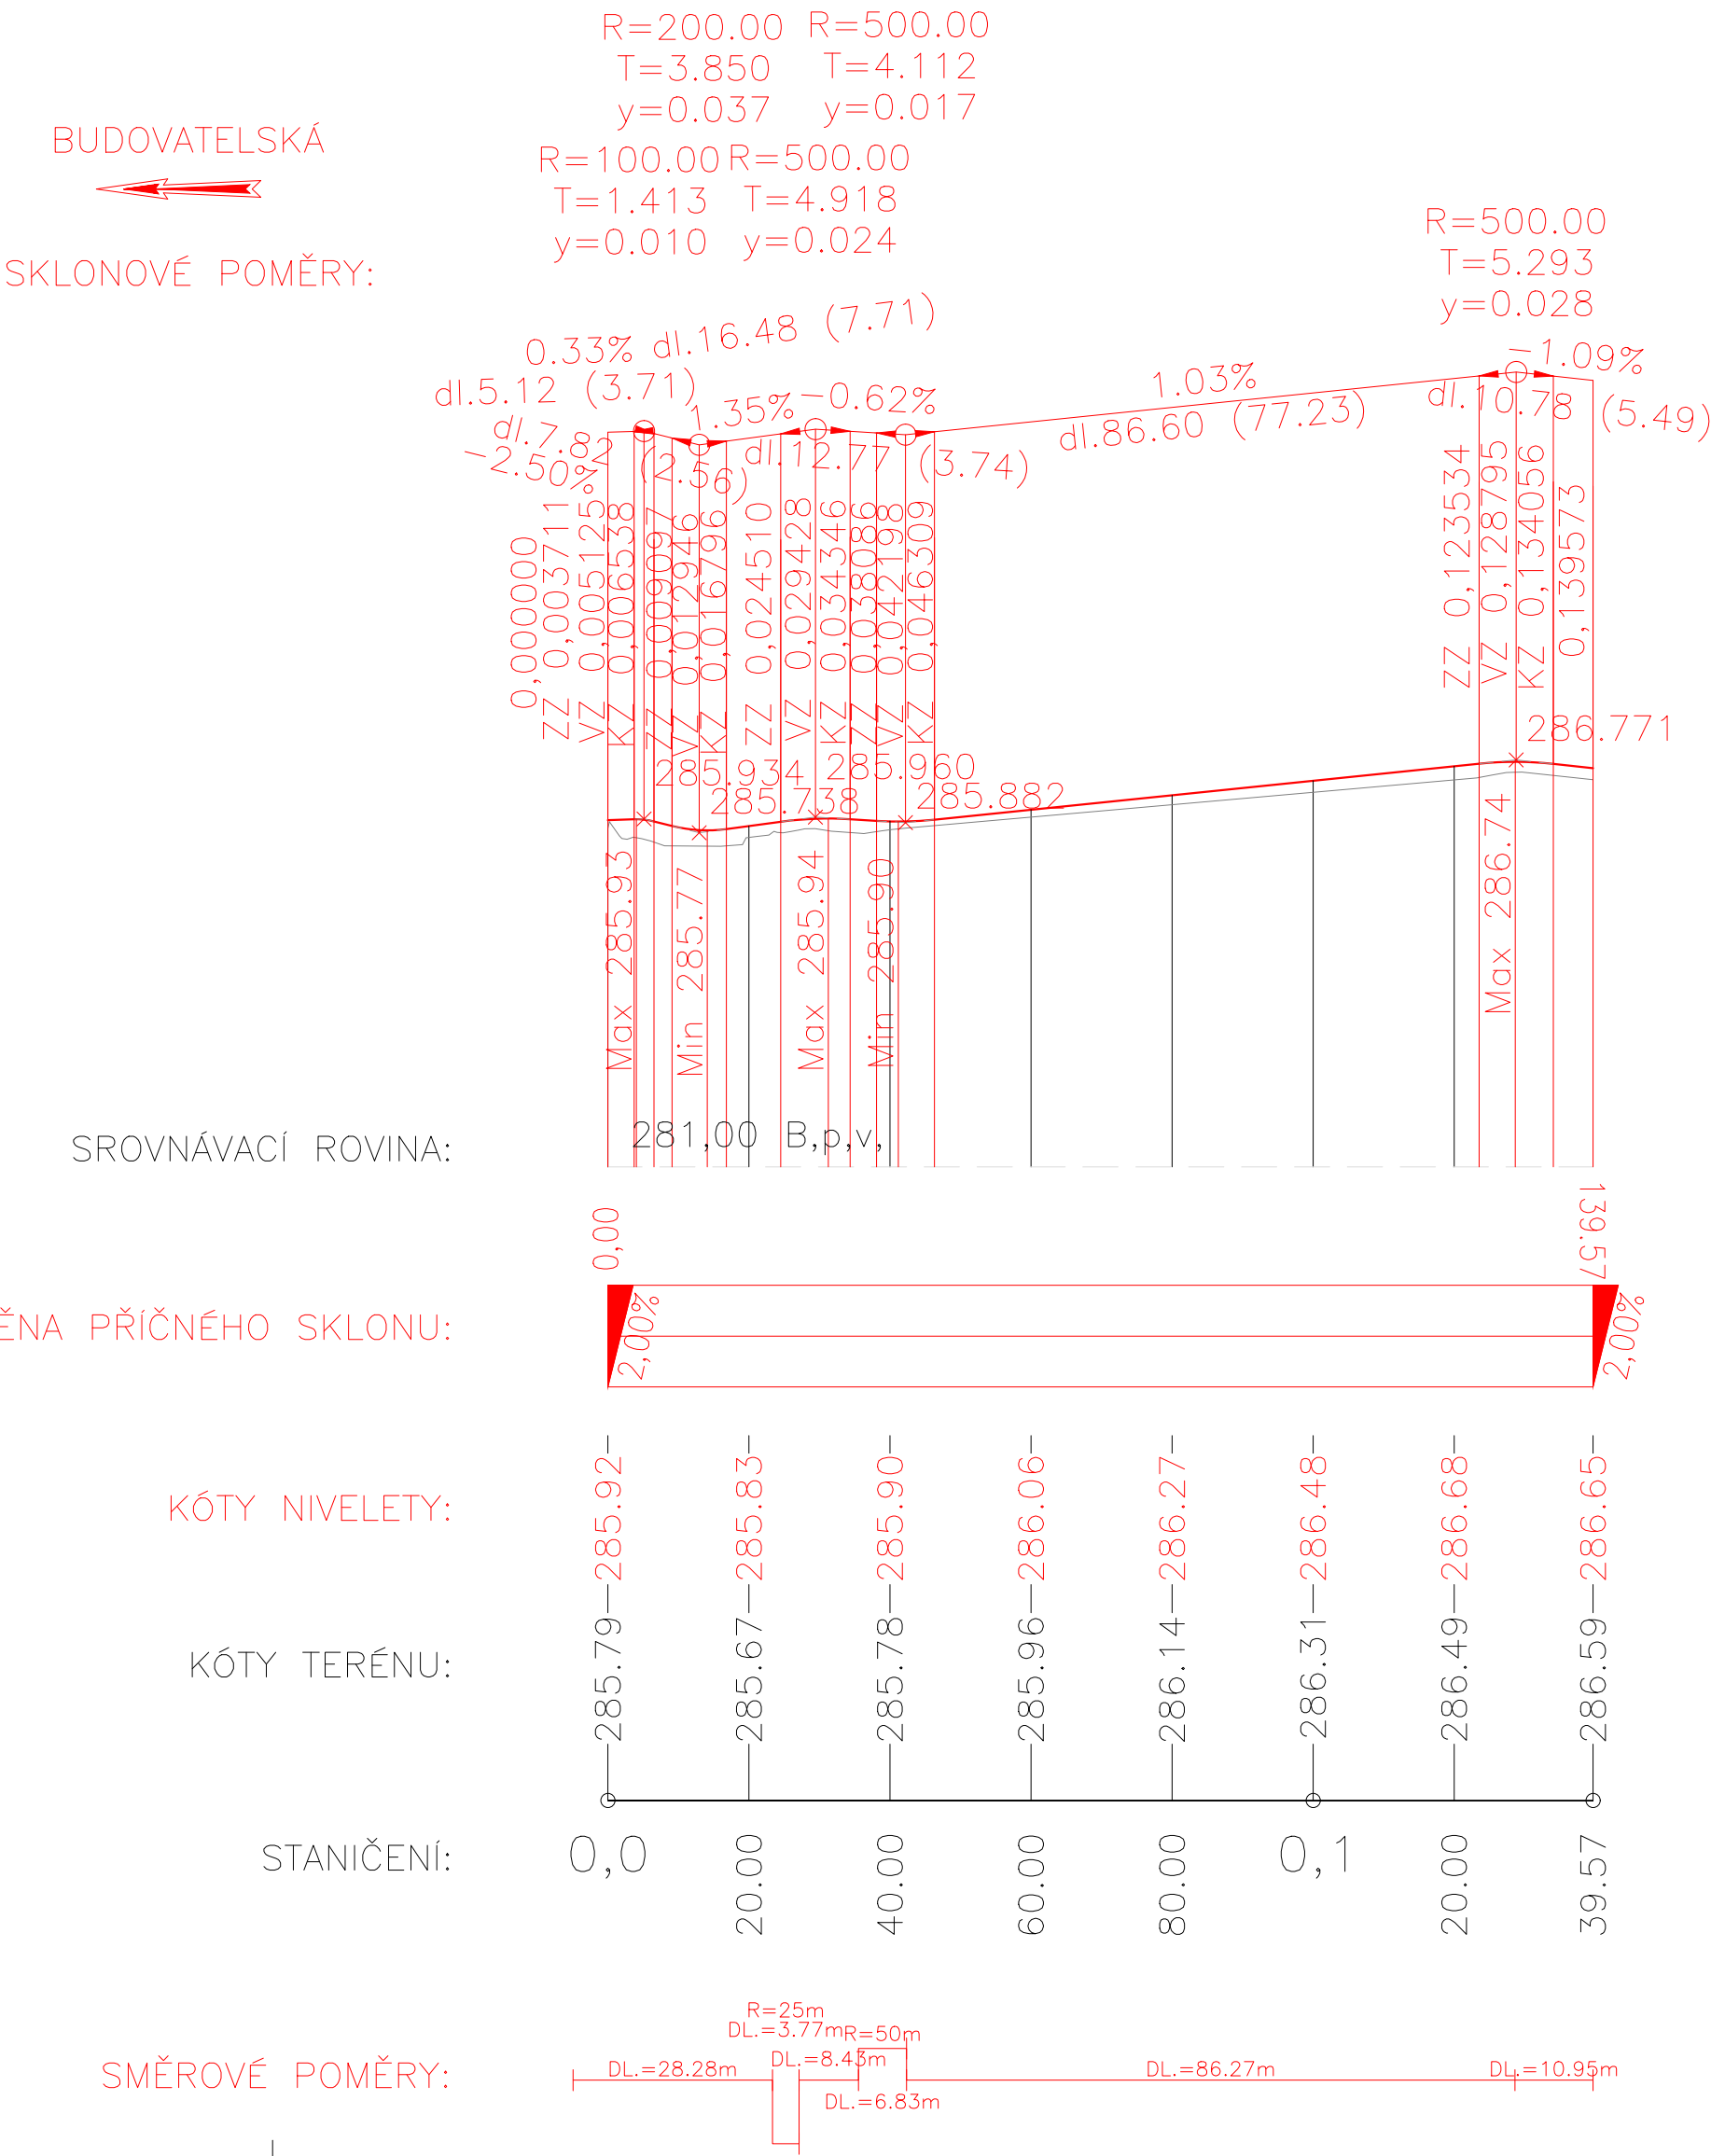 R=200.00 R=500.00
T=3.850 T=4.112
y=0.037 y=0.017
BUDOVATELSKÁ
R=100.00 R=500.00
T=1.413 T=4.918
y=0.010 y=0.024
R=500.00
T=5.293
y=0.028
SKLONOVÉ POMĚRY:
0.33% dl.16.48 (7.71)
dl.5.12 (3.71)
1.35% -0.62%
1.03%
-1.09%
dl.7.82 (2.56)
-2.50%
dl.12.77 (3.74)
dl.86.60 (77.23)
dl.10.78 (5.49)
0,000000
ZZ 0,003711
VZ 0,005125
KZ 0,006538
ZZ 0,009097
VZ 0,012946
KZ 0,016796
ZZ 0,024510
VZ 0,029428
KZ 0,034346
ZZ 0,038086
VZ 0,042198
KZ 0,046309
ZZ 0,123534
VZ 0,128795
KZ 0,134056
0,139573
286.771
285.934 285.960
285.738 285.882
Max 285.93
Min 285.77
Max 285.94
Min 285.90
Max 286.74
SROVNÁVACÍ ROVINA: 281,00 B,p,v,
0,00
139.57
ĚNA PŘÍČNÉHO SKLONU:
2,00%
2,00%
KÓTY NIVELETY: 285.92 285.83 285.90 286.06 286.27 286.48 286.68 286.65
KÓTY TERÉNU: 285.79 285.67 285.78 285.96 286.14 286.31 286.49 286.59
STANIČENÍ: 0,0 20.00 40.00 60.00 80.00 0,1 20.00 39.57
R=25m
DL.=3.77m R=50m
SMĚROVÉ POMĚRY: DL.=28.28m DL.=8.43m DL.=86.27m DL.=10.95m
DL.=6.83m